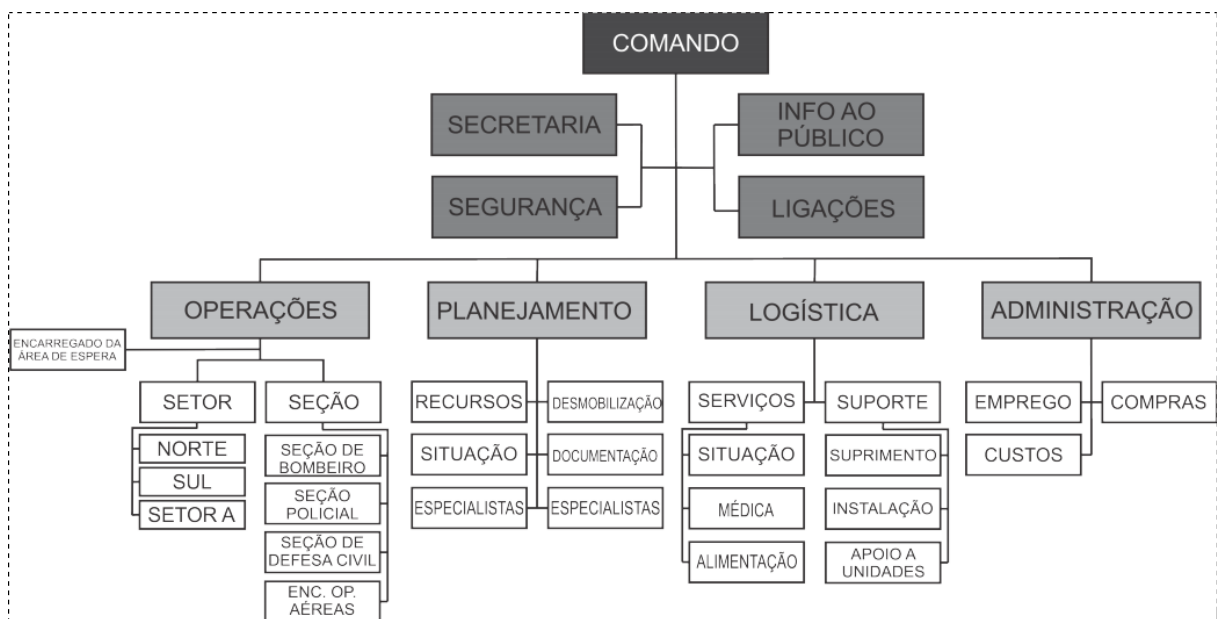 COMANDO
SECRETARIA
INFO AO
PÚBLICO
SEGURANÇA
LIGAÇÕES
OPERAÇÕES
PLANEJAMENTO
LOGÍSTICA
ADMINISTRAÇÃO
ENCARREGADO DA
ÁREA DE ESPERA
SETOR
NORTE
SUL
SETOR A
SEÇÃO
SEÇÃO DE
BOMBEIRO
SEÇÃO
POLICIAL
SEÇÃO DE
DEFESA CIVIL
ENC. OP.
AÉREAS
RECURSOS
DESMOBILIZAÇÃO
SITUAÇÃO
DOCUMENTAÇÃO
ESPECIALISTAS
ESPECIALISTAS
SERVIÇOS
SITUAÇÃO
MÉDICA
ALIMENTAÇÃO
SUPORTE
SUPRIMENTO
INSTALAÇÃO
APOIO A
UNIDADES
EMPREGO
COMPRAS
CUSTOS